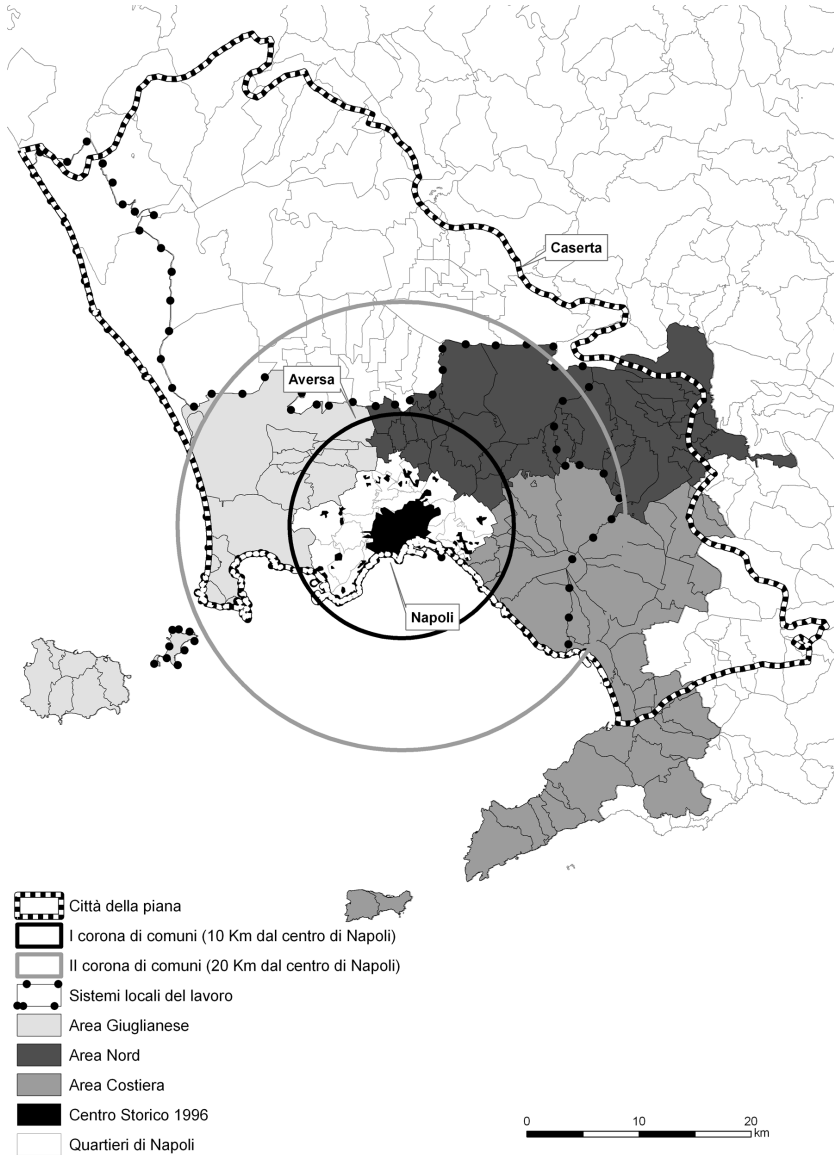 Caserta
Aversa
Napoli
Città della piana
I corona di comuni (10 Km dal centro di Napoli)
II corona di comuni (20 Km dal centro di Napoli)
Sistemi locali del lavoro
Area Giuglianese
Area Nord
Area Costiera
Centro Storico 1996
Quartieri di Napoli
0 10 20
km